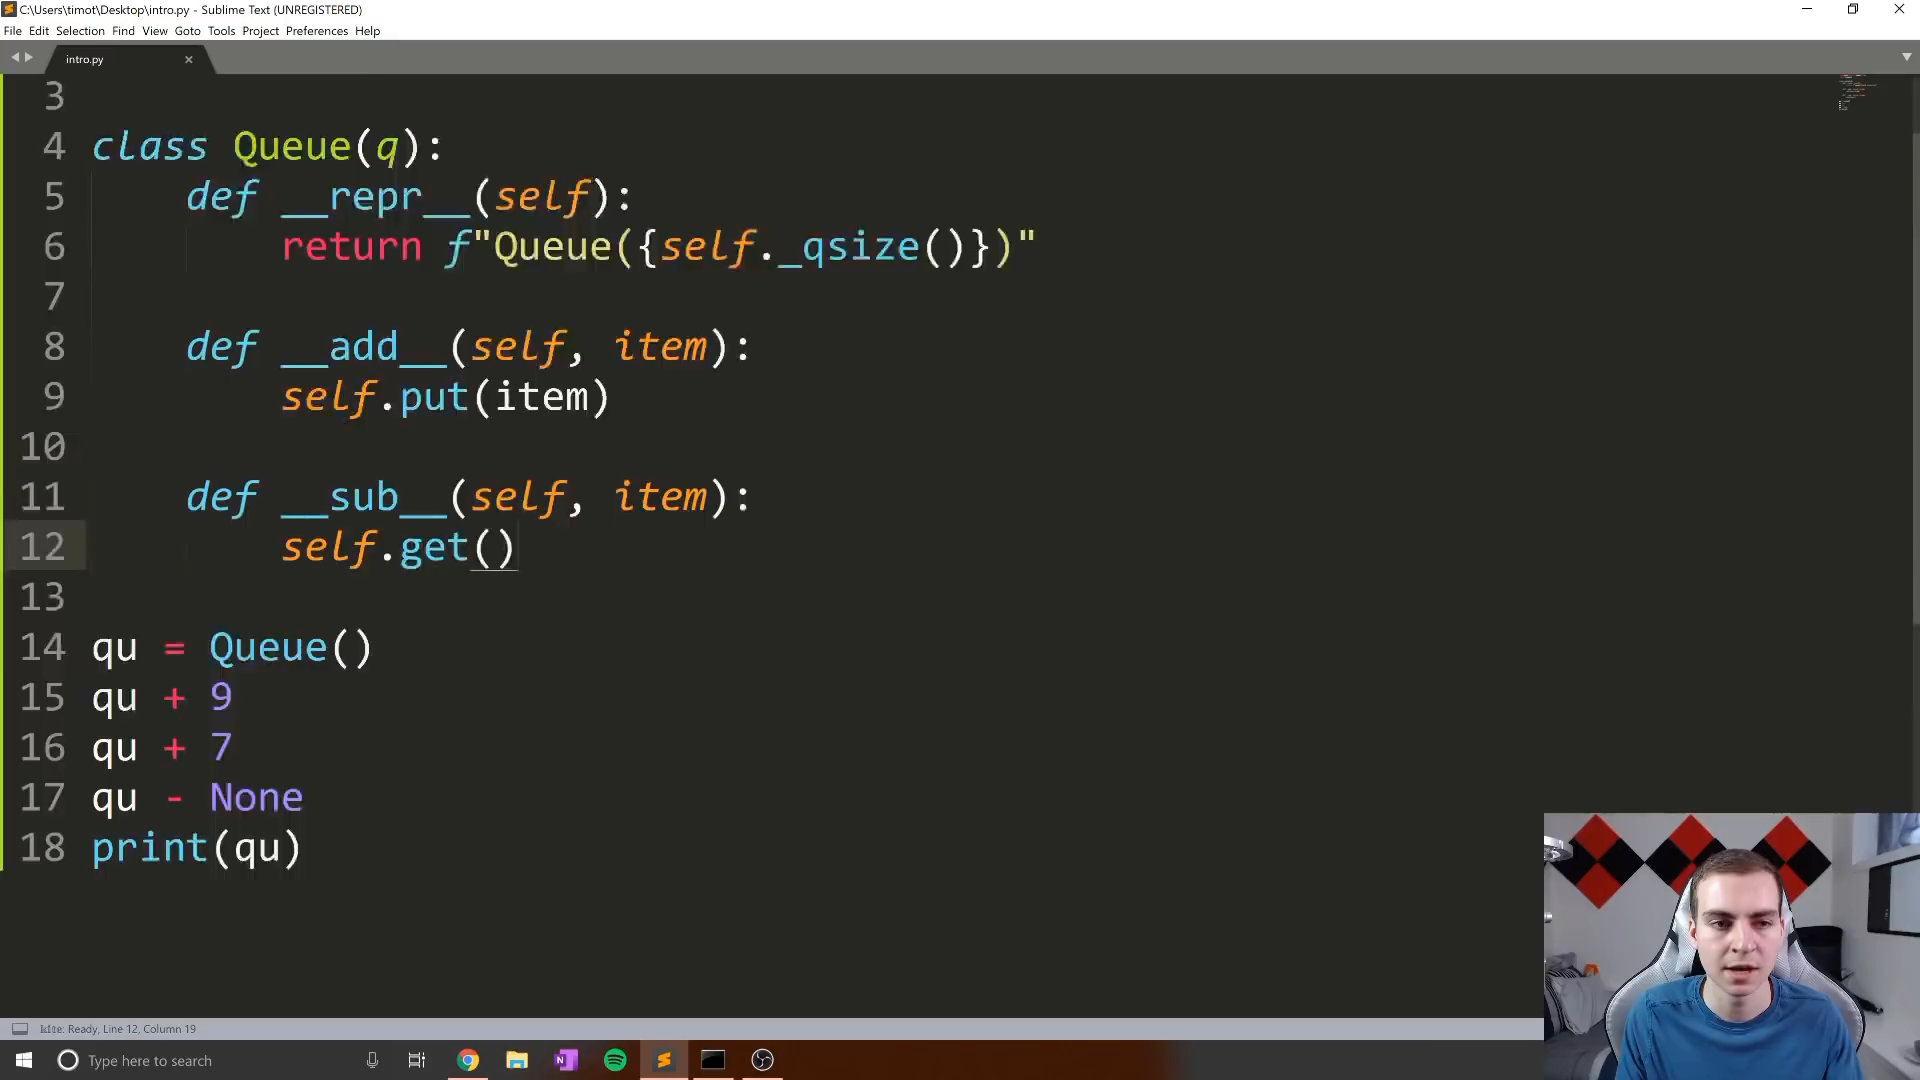 C:\Users\timot\Desktop\intro.py - Sublime Text (UNREGISTERED)
File Edit Selection Find View Goto Tools Project Preferences Help
intro.py
3
4 class Queue(q):
5 def __repr__(self):
6 return f"Queue({self._qsize()})"
7
8 def __add__(self, item):
9 self.put(item)
10
11 def __sub__(self, item):
12 self.get()
13
14 qu = Queue()
15 qu + 9
16 qu + 7
17 qu - None
18 print(qu)
Ready, Line 12, Column 19
Type here to search